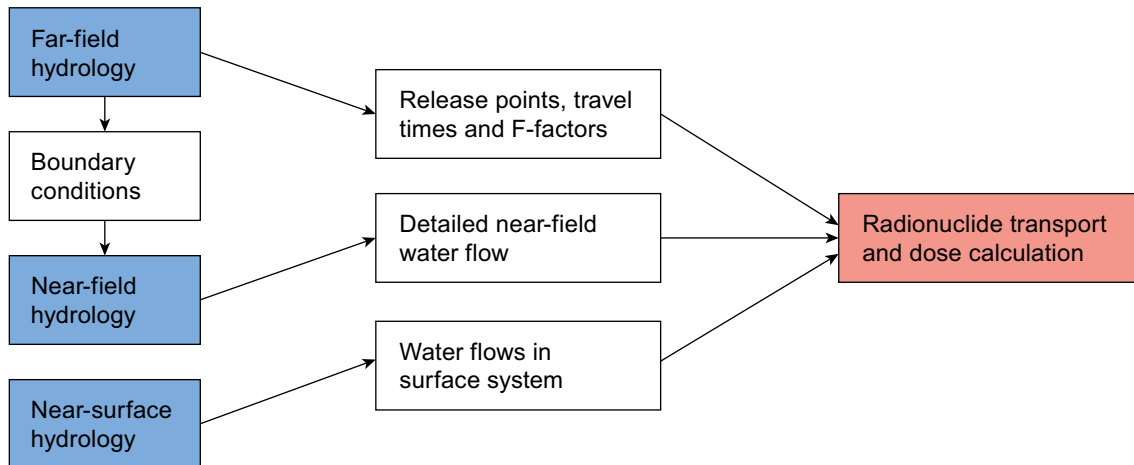 Far-field
hydrology
Boundary
conditions
Near-field
hydrology
Near-surface
hydrology
Release points, travel
times and F-factors
Detailed near-field
water flow
Water flows in
surface system
Radionuclide transport
and dose calculation